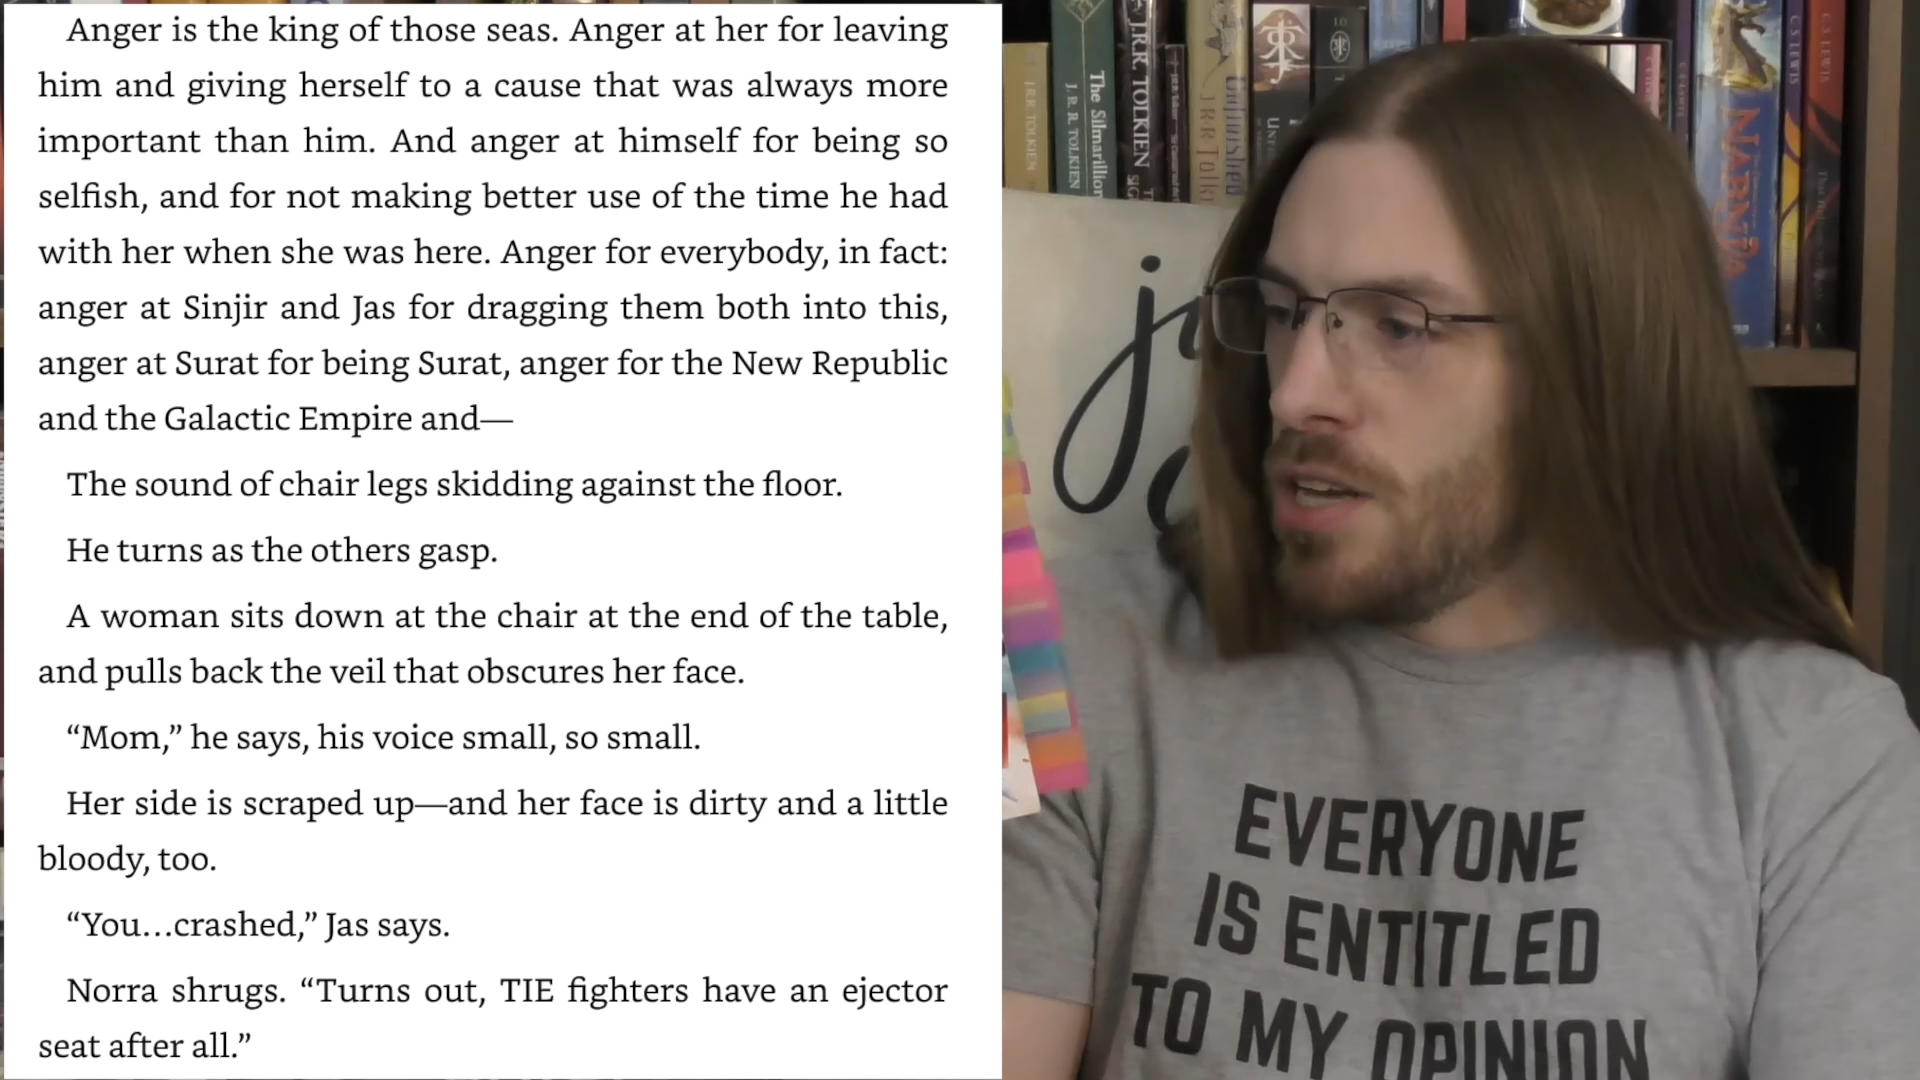 Anger is the king of those seas. Anger at her for leaving
him and giving herself to a cause that was always more
important than him. And anger at himself for being so
selfish, and for not making better use of the time he had
with her when she was here. Anger for everybody, in fact:
anger at Sinjir and Jas for dragging them both into this,
anger at Surat for being Surat, anger for the New Republic
and the Galactic Empire and—
The sound of chair legs skidding against the floor.
He turns as the others gasp.
A woman sits down at the chair at the end of the table,
and pulls back the veil that obscures her face.
“Mom,” he says, his voice small, so small.
Her side is scraped up—and her face is dirty and a little
bloody, too.
“You…crashed,” Jas says.
Norra shrugs. “Turns out, TIE fighters have an ejector
seat after all.”
J.R.R. TOLKIEN
The Silmarillion
J.R.R. TOLKIEN
J.R.R. TOLKIEN
Unfinished
J.R.R. Tolk
10
NARNIA
C.S. LEWIS
C.S. LEWIS
EVERYONE
IS ENTITLED
TO MY OPINION